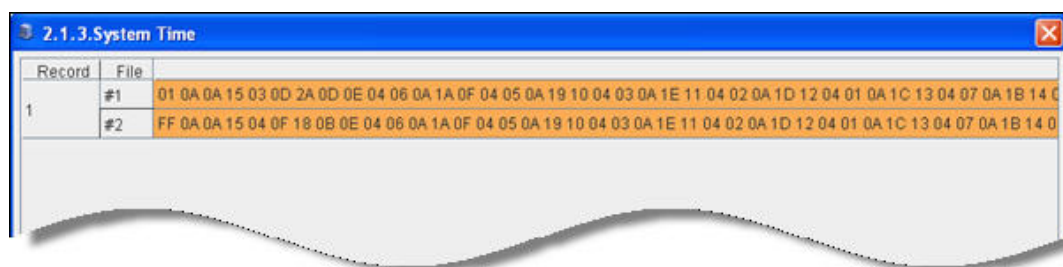 2.1.3.System Time
Record File
1
#1 01 0A 0A 15 03 0D 2A 0D 0E 04 06 0A 1A 0F 04 05 0A 19 10 04 03 0A 1E 11 04 02 0A 1D 12 04 01 0A 1C 13 04 07 0A 1B 14 0
#2 FF 0A 0A 15 04 0F 18 0B 0E 04 06 0A 1A 0F 04 05 0A 19 10 04 03 0A 1E 11 04 02 0A 1D 12 04 01 0A 1C 13 04 07 0A 1B 14 0